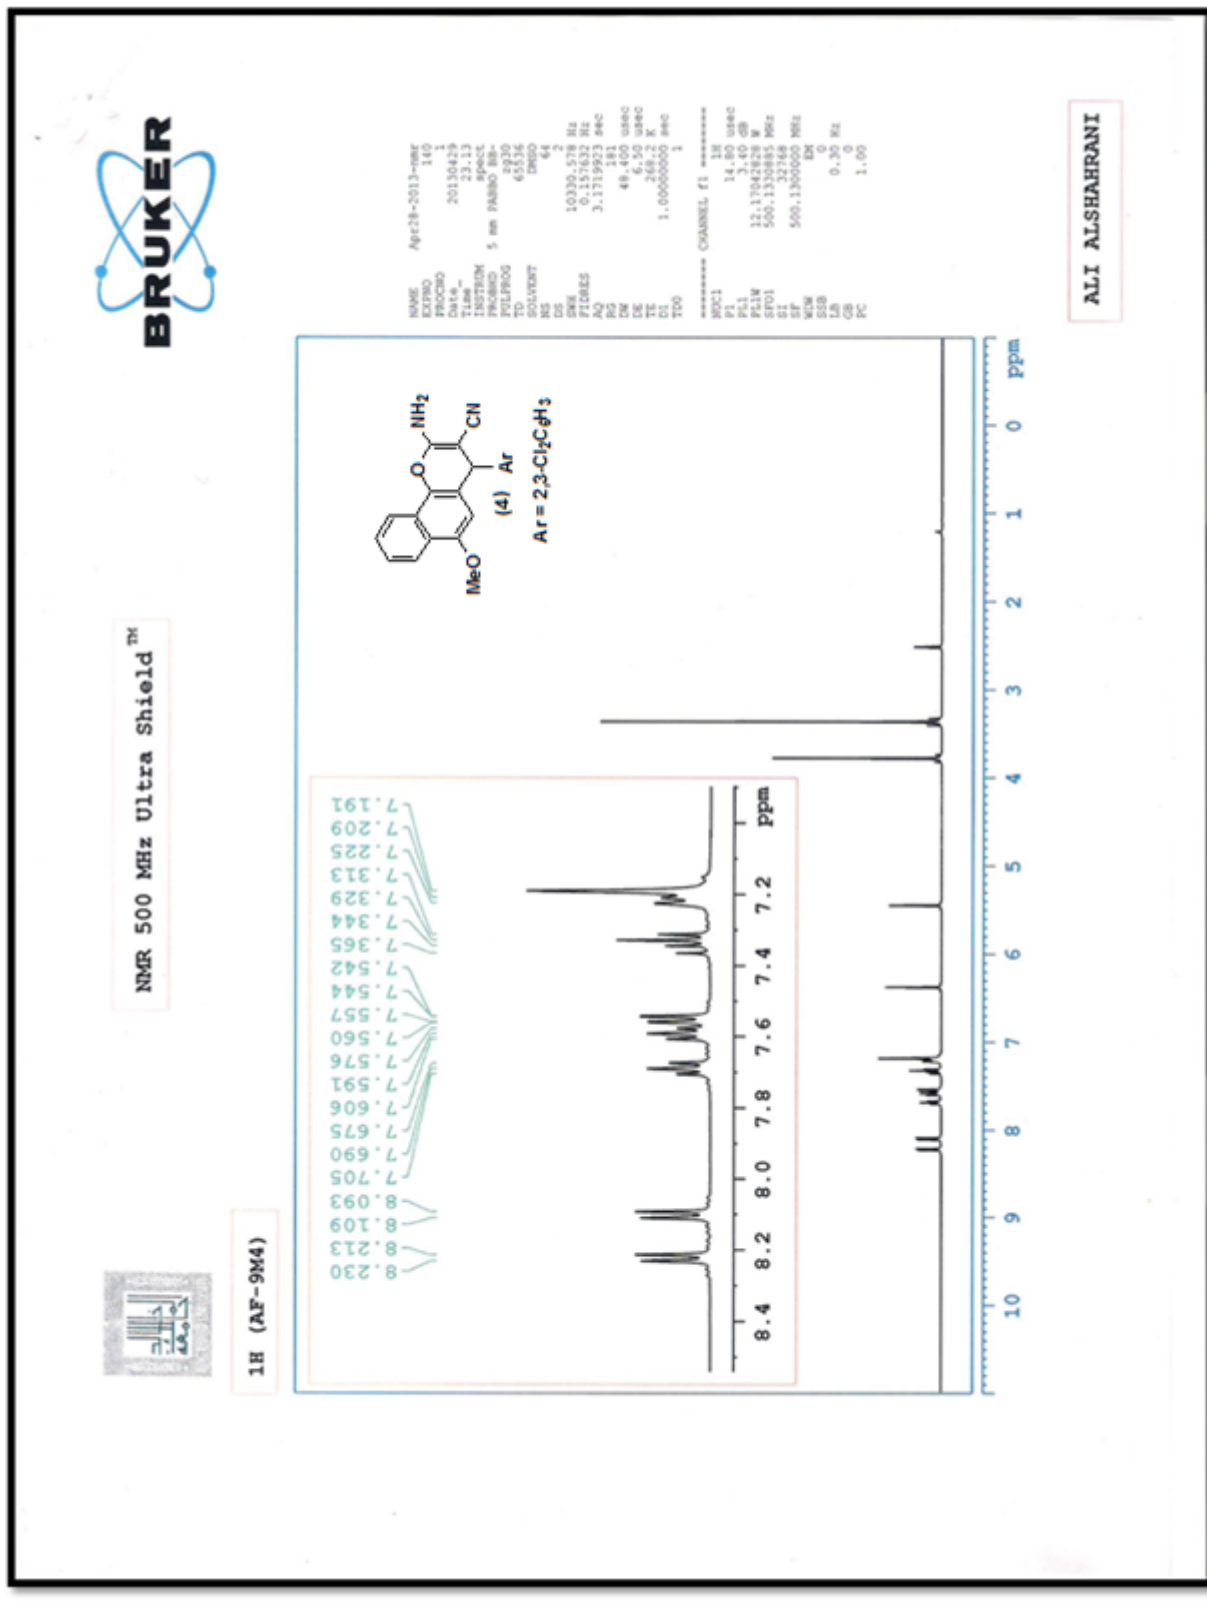 BRUKER
NMR 500 MHz Ultra Shield™
1H (AF-9M4)
NAME Apr28-2013-nmr
EXPNO 140
PROCNO 1
Date_ 20130429
Time 23.13
INSTRUM spect
PROBHD 5 mm PABBO BB-
PULPROG zg30
TD 65536
SOLVENT DMSO
NS 64
DS 2
SWH 10330.578 Hz
FIDRES 0.157632 Hz
AQ 3.1719923 sec
RG 181
DW 48.400 usec
DE 6.50 usec
TE 268.2 K
D1 1.00000000 sec
TD0 1
======== CHANNEL f1 ========
NUC1 1H
P1 14.80 usec
PL1 3.40 dB
PL1W 12.17042828 W
SFO1 500.1330885 MHz
SI 32768
SF 500.1300000 MHz
WDW EM
SSB 0
LB 0.30 Hz
GB 0
PC 1.00
NH2
O
CN
Ar
MeO
(4)
Ar = 2,3-Cl2C6H3
8.230
8.213
8.109
8.093
7.705
7.690
7.675
7.606
7.591
7.576
7.560
7.557
7.544
7.542
7.365
7.344
7.329
7.313
7.225
7.209
7.191
8.4 8.2 8.0 7.8 7.6 7.4 7.2 ppm
10 9 8 7 6 5 4 3 2 1 0 ppm
ALI ALSHAHRANI